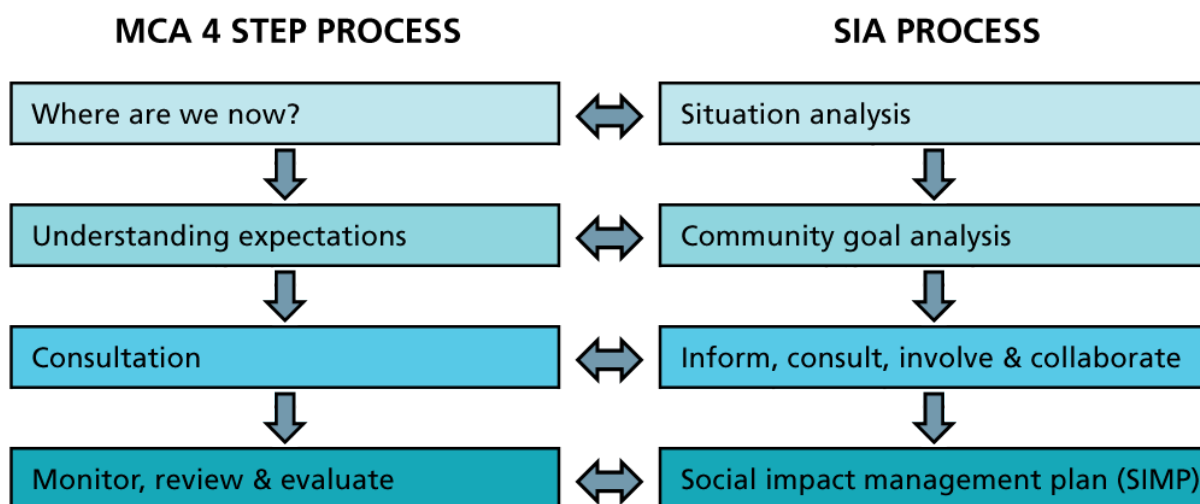 MCA 4 STEP PROCESS
SIA PROCESS
Where are we now?
Situation analysis
Understanding expectations
Community goal analysis
Consultation
Inform, consult, involve & collaborate
Monitor, review & evaluate
Social impact management plan (SIMP)